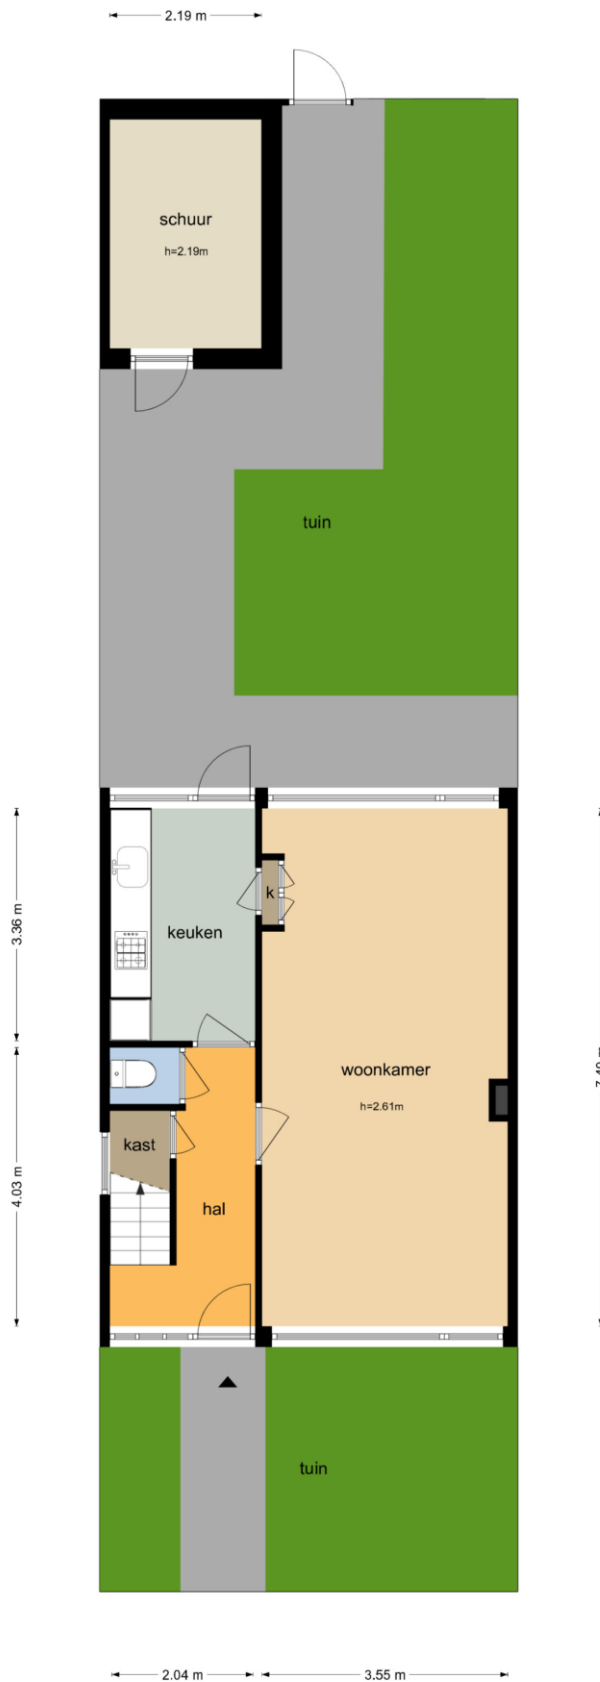 2.19 m
schuur
h=2.19m
tuin
3.36 m
k
keuken
woonkamer
h=2.61m
kast
4.03 m
hal
tuin
2.04 m
3.55 m